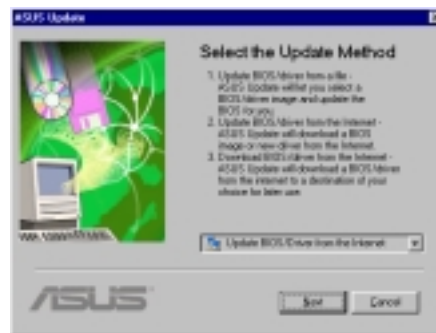 ASUS Update
Select the Update Method
1. Update BIOS/driver from a file -
ASUS Update will let you select a
BIOS/driver image and update the
BIOS for you.
2. Update BIOS/driver from the Internet -
ASUS Update will download a BIOS
image or new driver from the Internet.
3. Download BIOS/driver from the Internet -
ASUS Update will download a BIOS/driver
from the internet to a destination of your
choice for later use.
Update BIOS/Driver from the Internet
ASUS
Next
Cancel